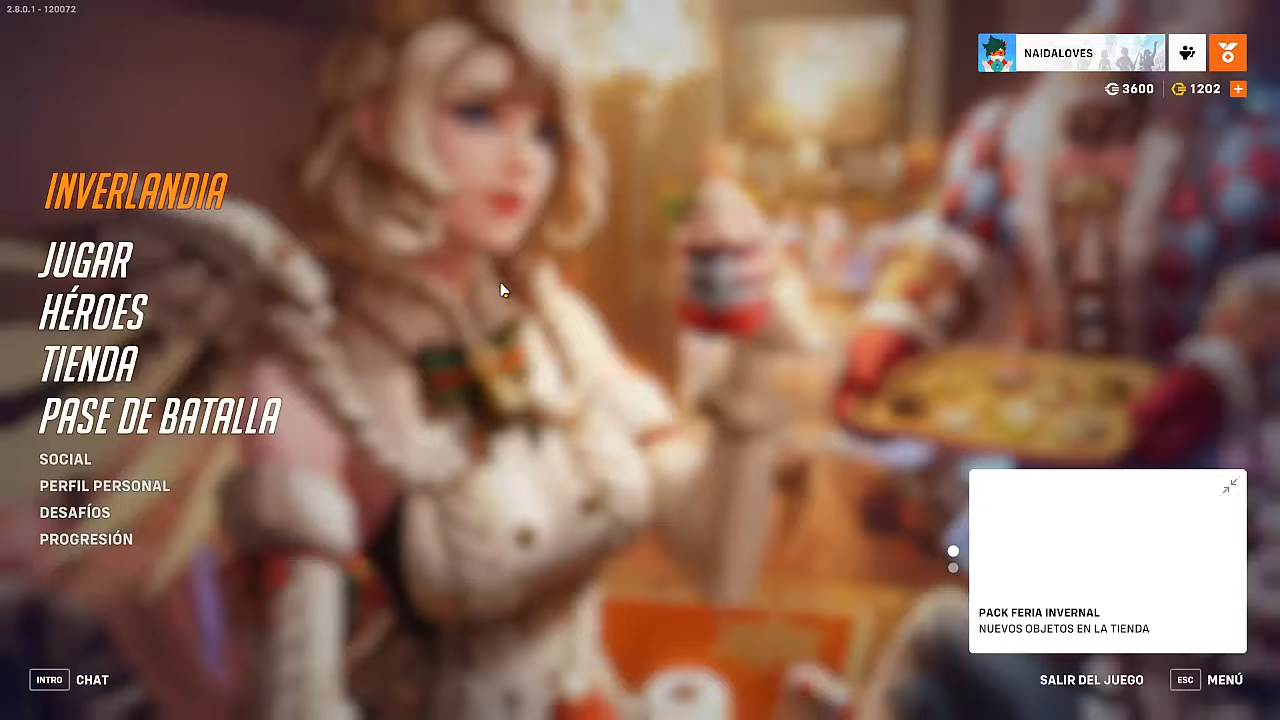 2.8.0.1 - 120072
NAIDALOVES
3600
1202
INVERLANDIA
JUGAR
HÉROES
TIENDA
PASE DE BATALLA
SOCIAL
PERFIL PERSONAL
DESAFÍOS
PROGRESIÓN
PACK FERIA INVERNAL
NUEVOS OBJETOS EN LA TIENDA
INTRO CHAT
SALIR DEL JUEGO
ESC MENÚ